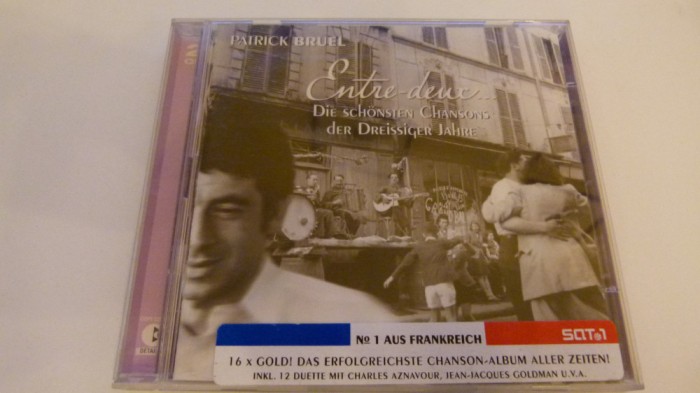 PATRICK BRUEL
Entre-deux...
DIE SCHÖNSTEN CHANSONS
DER DREISSIGER JAHRE
No 1 AUS FRANKREICH
SAT.1
16 x GOLD! DAS ERFOLGREICHSTE CHANSON-ALBUM ALLER ZEITEN!
INKL. 12 DUETTE MIT CHARLES AZNAVOUR, JEAN-JACQUES GOLDMAN U.V.A.